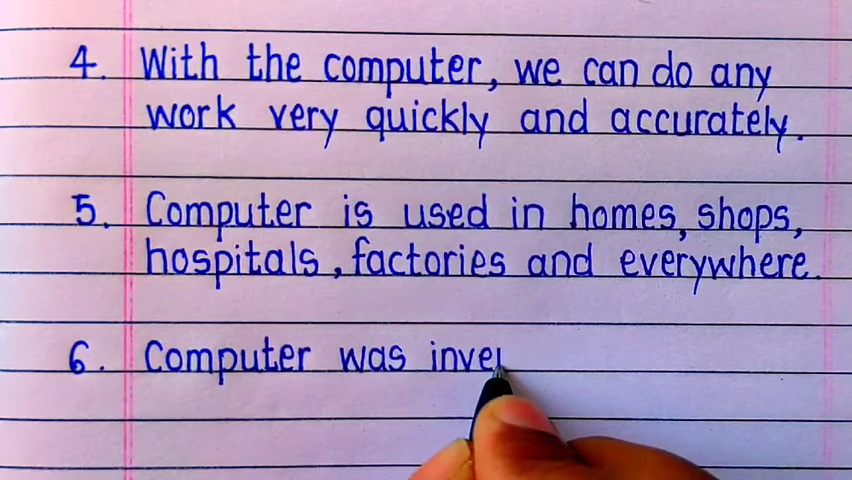 4. With the computer, we can do any
work very quickly and accurately.
5. Computer is used in homes, shops,
hospitals, factories and everywhere.
6. Computer was inve